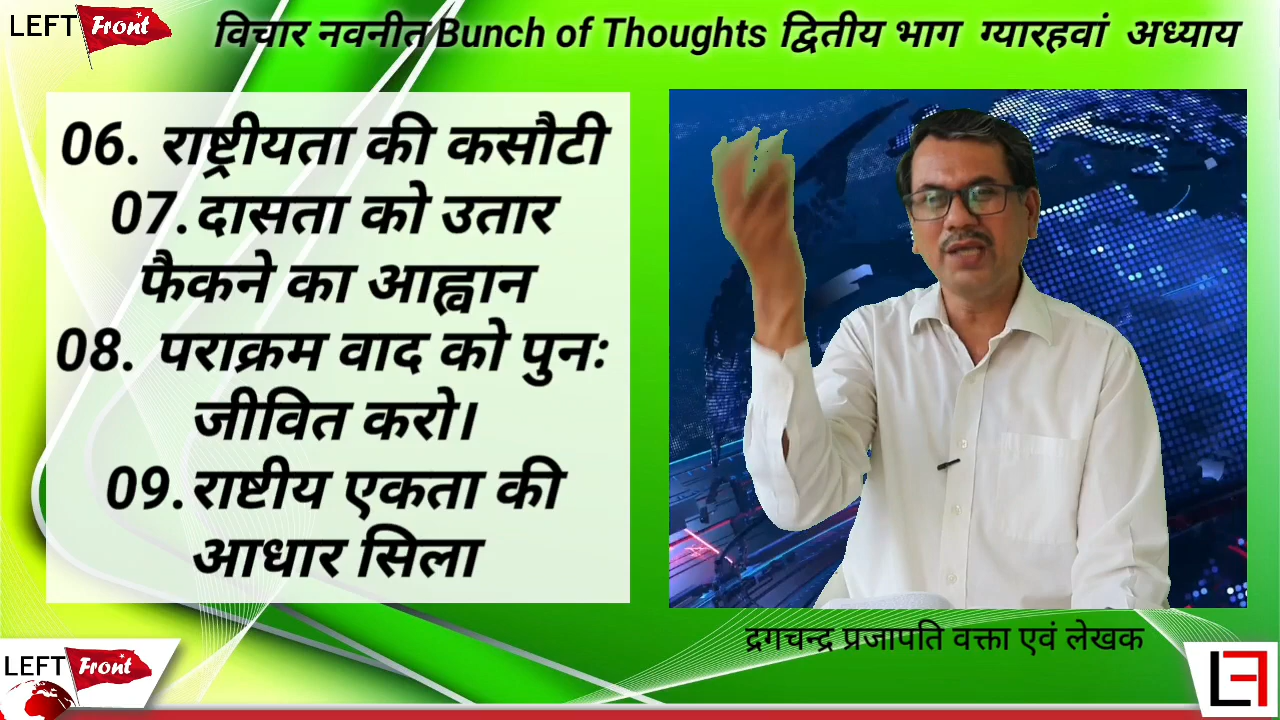 LEFT Front
विचार नवनीत Bunch of Thoughts द्वितीय भाग ग्यारहवां अध्याय
06. राष्ट्रीयता की कसौटी
07.दासता को उतार
फैकने का आह्वान
08. पराक्रम वाद को पुनः
जीवित करो।
09.राष्टीय एकता की
आधार सिला
द्रगचन्द्र प्रजापति वक्ता एवं लेखक
LEFT Front
LF